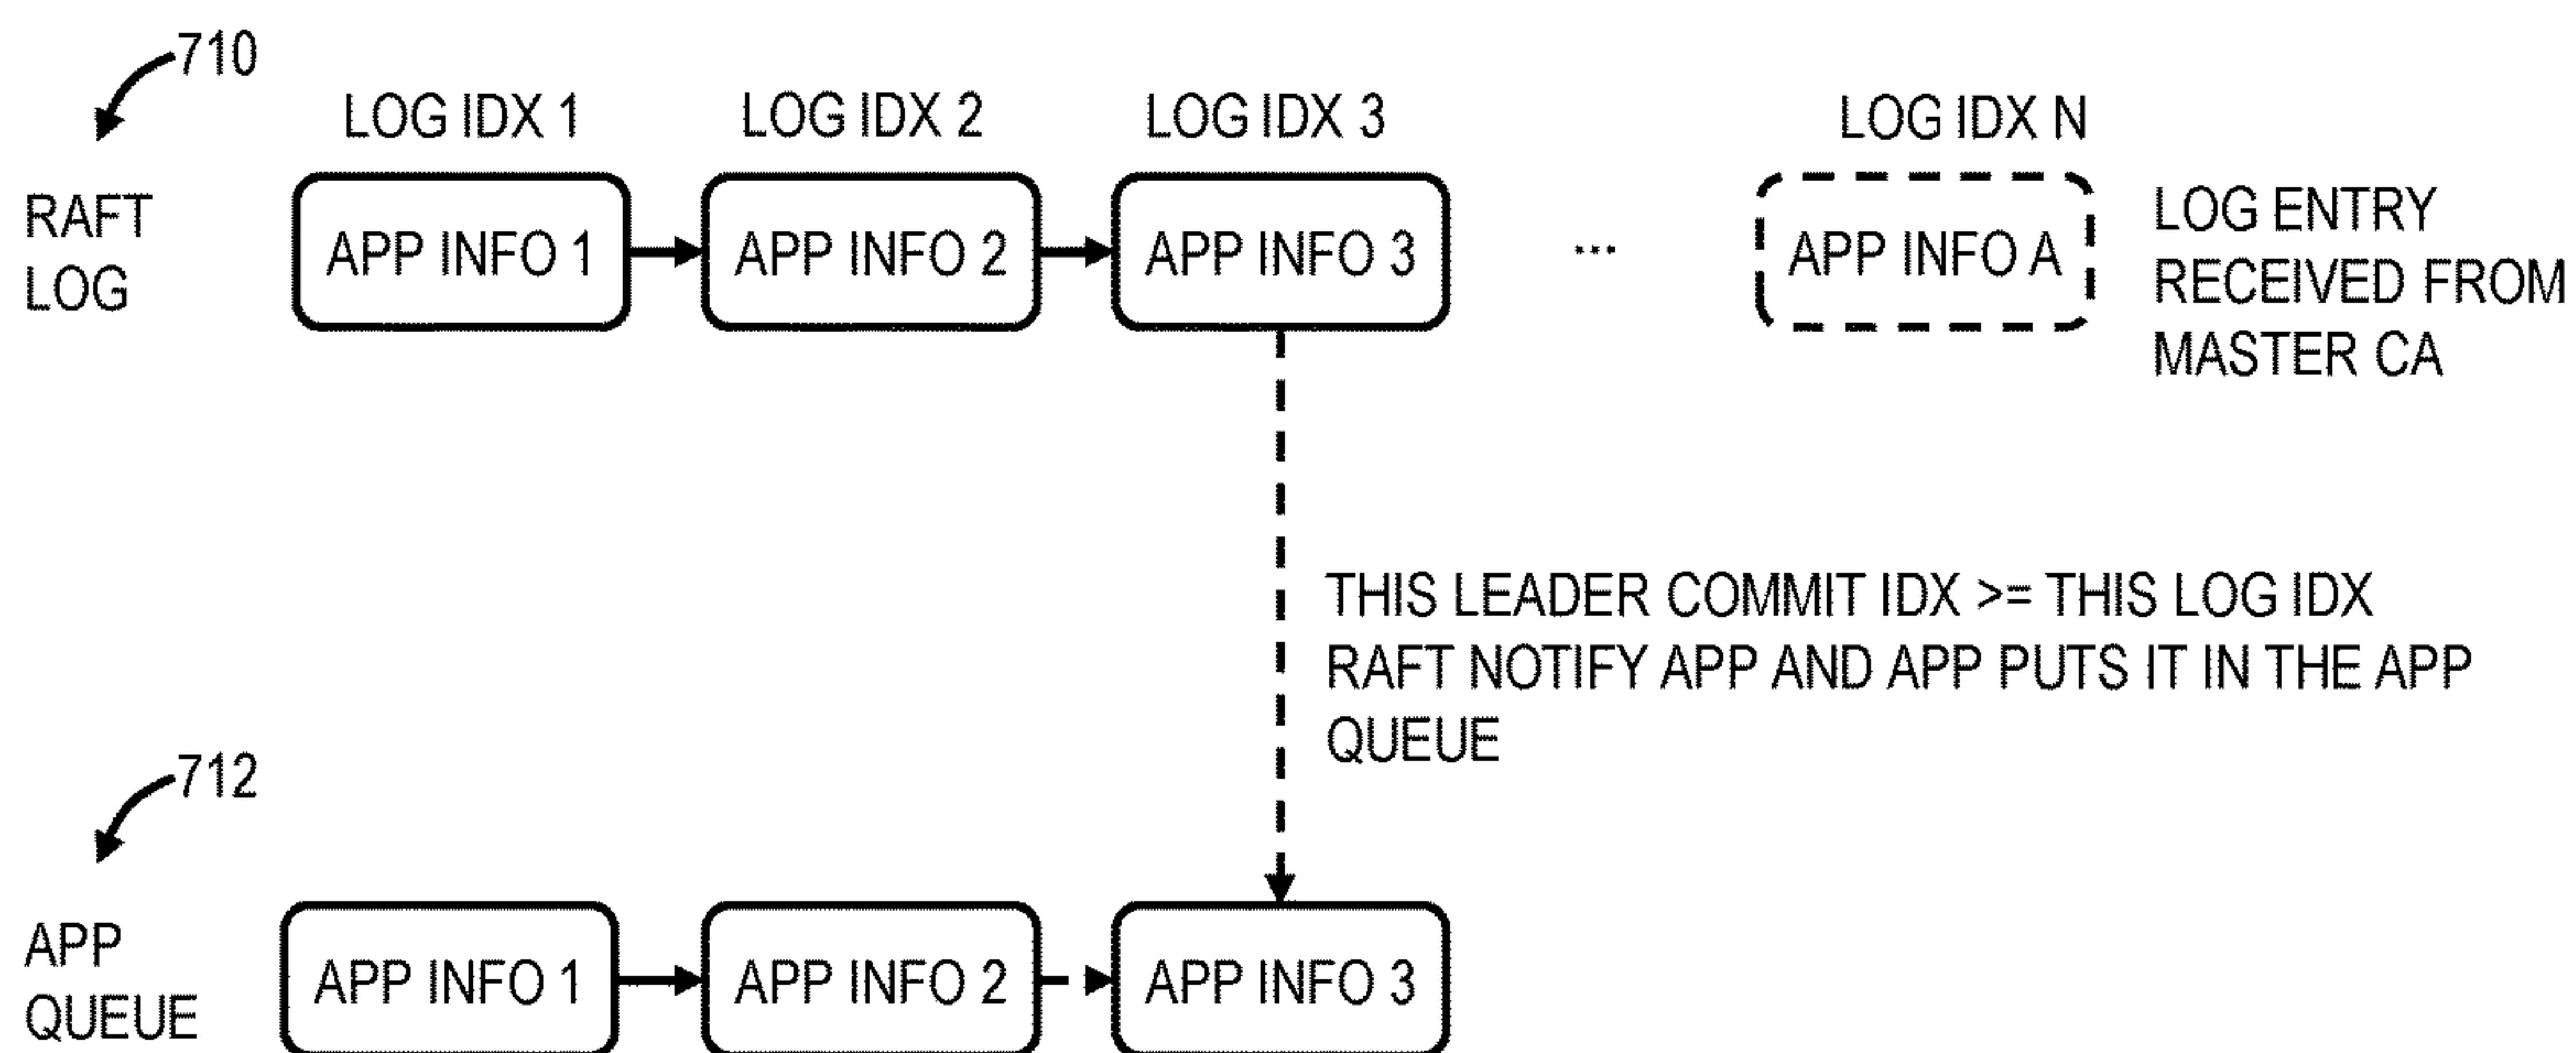 710
LOG IDX 1
LOG IDX 2
LOG IDX 3
LOG IDX N
RAFT
LOG
APP INFO 1
APP INFO 2
APP INFO 3
...
APP INFO A
LOG ENTRY
RECEIVED FROM
MASTER CA
THIS LEADER COMMIT IDX >= THIS LOG IDX
RAFT NOTIFY APP AND APP PUTS IT IN THE APP
QUEUE
712
APP
QUEUE
APP INFO 1
APP INFO 2
APP INFO 3